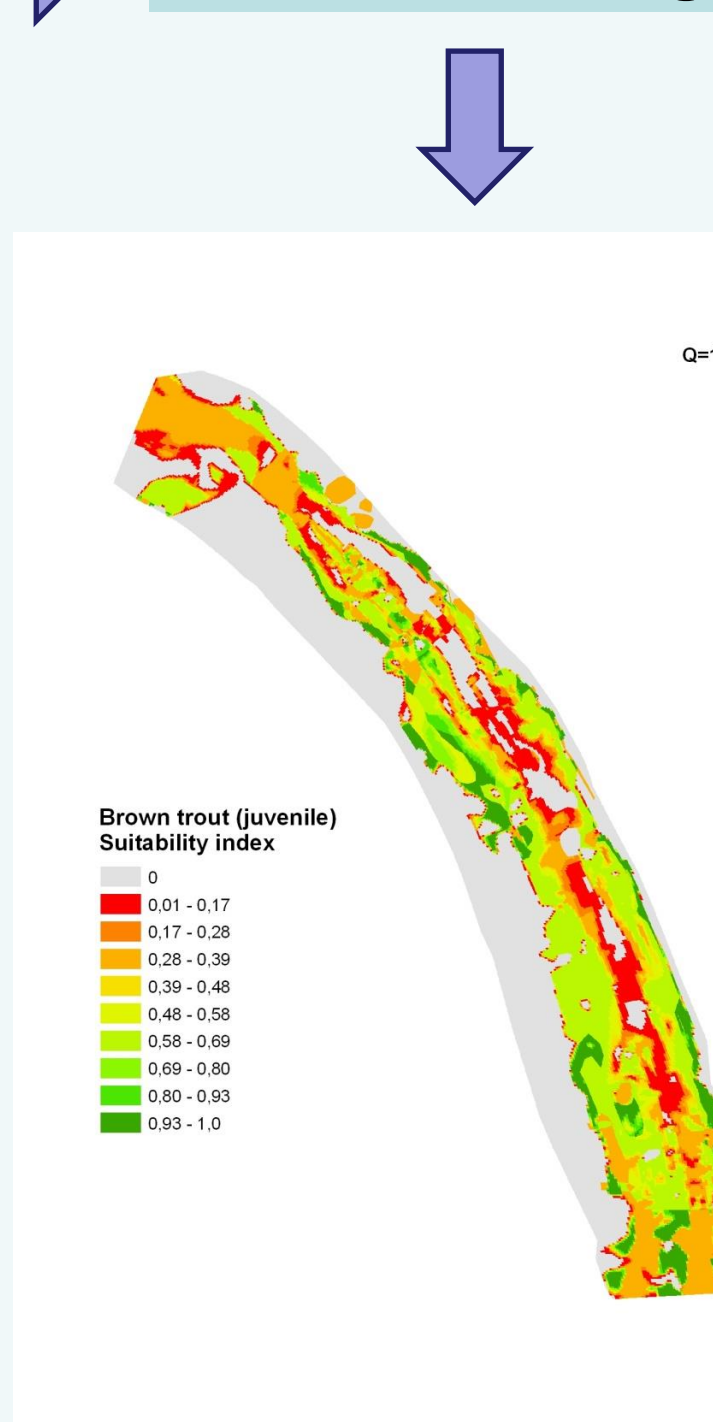 Brown trout (juvenile)
Suitability index
0
0,01 - 0,17
0,17 - 0,28
0,28 - 0,39
0,39 - 0,48
0,48 - 0,58
0,58 - 0,69
0,69 - 0,80
0,80 - 0,93
0,93 - 1,0